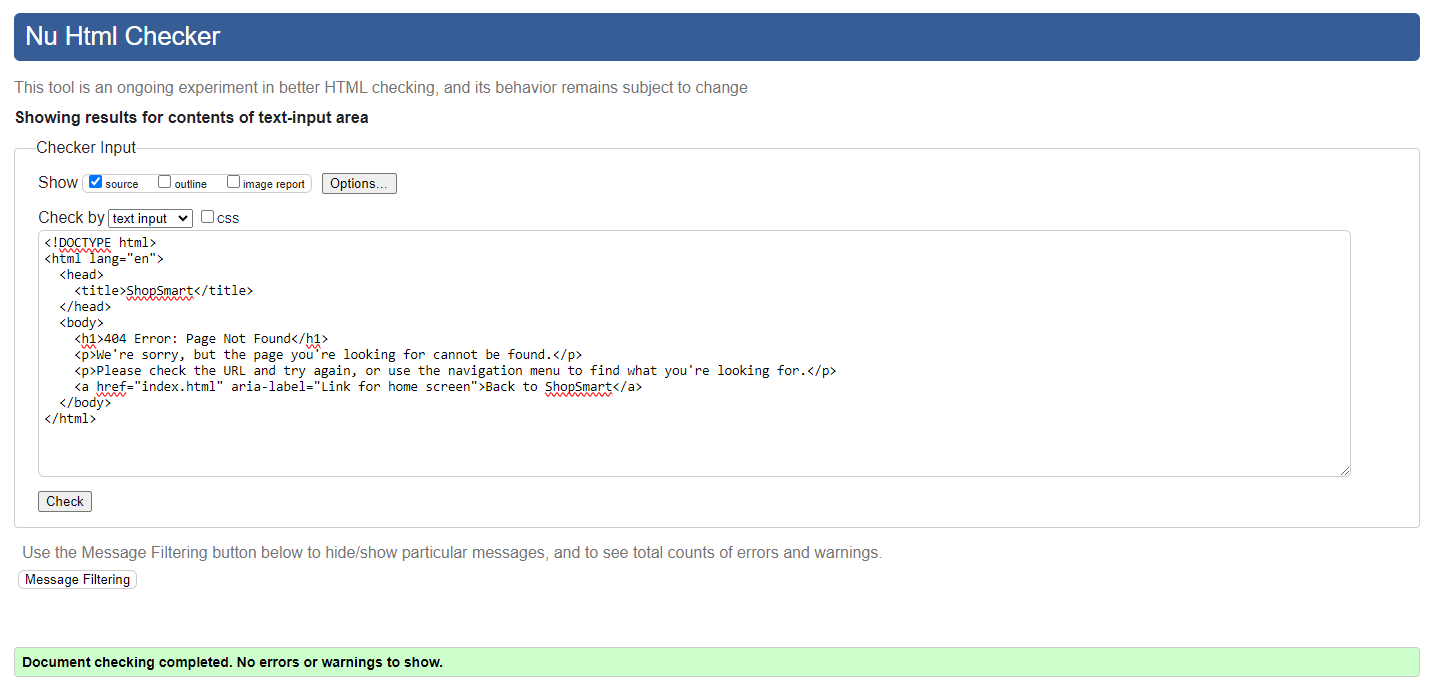 Nu Html Checker
This tool is an ongoing experiment in better HTML checking, and its behavior remains subject to change
Showing results for contents of text-input area
Checker Input
Show source outline image report Options...
Check by text input css
<!DOCTYPE html>
<html lang="en">
  <head>
    <title>ShopSmart</title>
  </head>
  <body>
    <h1>404 Error: Page Not Found</h1>
    <p>We're sorry, but the page you're looking for cannot be found.</p>
    <p>Please check the URL and try again, or use the navigation menu to find what you're looking for.</p>
    <a href="index.html" aria-label="Link for home screen">Back to ShopSmart</a>
  </body>
</html>
Check
Use the Message Filtering button below to hide/show particular messages, and to see total counts of errors and warnings.
Message Filtering
Document checking completed. No errors or warnings to show.